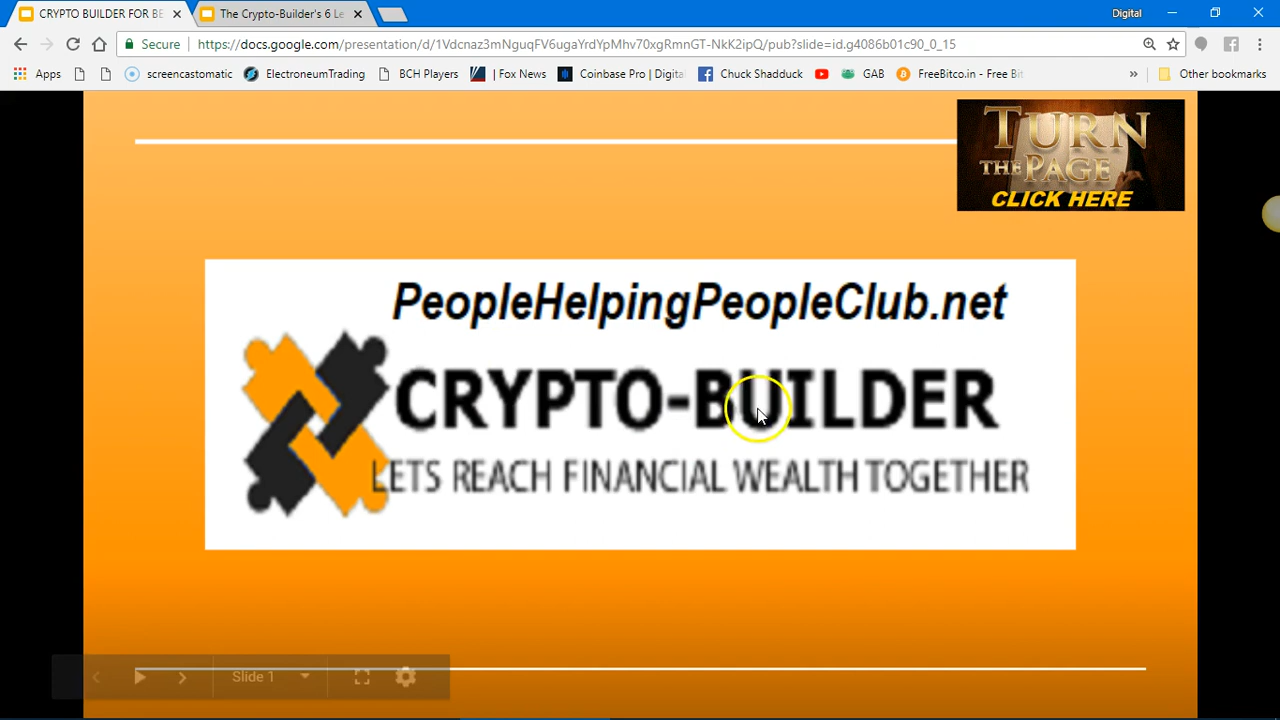 CRYPTO BUILDER FOR BE
The Crypto-Builder's 6 Le
Digital
Secure
https://docs.google.com/presentation/d/1Vdcnaz3mNguqFV6ugaYrdYpMhv70xgRmnGT-NkK2ipQ/pub?slide=id.g4086b01c90_0_15
Apps
screencastomatic
ElectroneumTrading
BCH Players
| Fox News
Coinbase Pro | Digita
Chuck Shadduck
GAB
FreeBitco.in - Free Bit
Other bookmarks
TURN
THE PAGE
CLICK HERE
PeopleHelpingPeopleClub.net
CRYPTO-BUILDER
LETS REACH FINANCIAL WEALTH TOGETHER
Slide 1